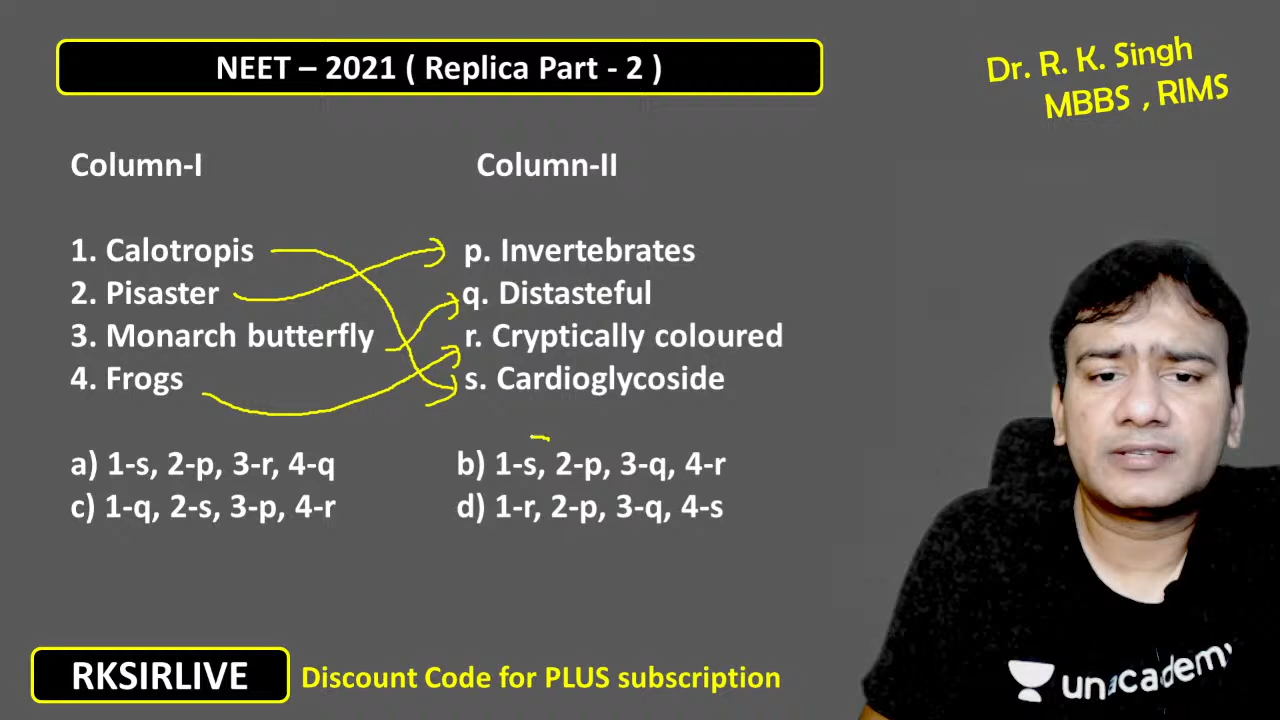 NEET – 2021 ( Replica Part - 2 )
Dr. R. K. Singh
MBBS , RIMS
Column-I Column-II
1. Calotropis p. Invertebrates
2. Pisaster q. Distasteful
3. Monarch butterfly r. Cryptically coloured
4. Frogs s. Cardioglycoside
a) 1-s, 2-p, 3-r, 4-q b) 1-s, 2-p, 3-q, 4-r
c) 1-q, 2-s, 3-p, 4-r d) 1-r, 2-p, 3-q, 4-s
RKSIRLIVE Discount Code for PLUS subscription
unacademy